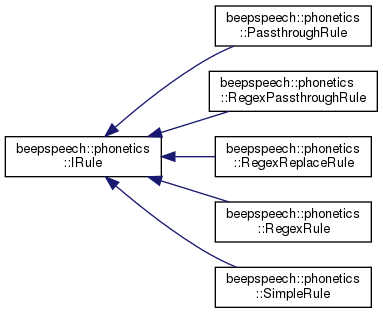 beepspeech::phonetics
::PassthroughRule
beepspeech::phonetics
::RegexPassthroughRule
beepspeech::phonetics
::IRule
beepspeech::phonetics
::RegexReplaceRule
beepspeech::phonetics
::RegexRule
beepspeech::phonetics
::SimpleRule